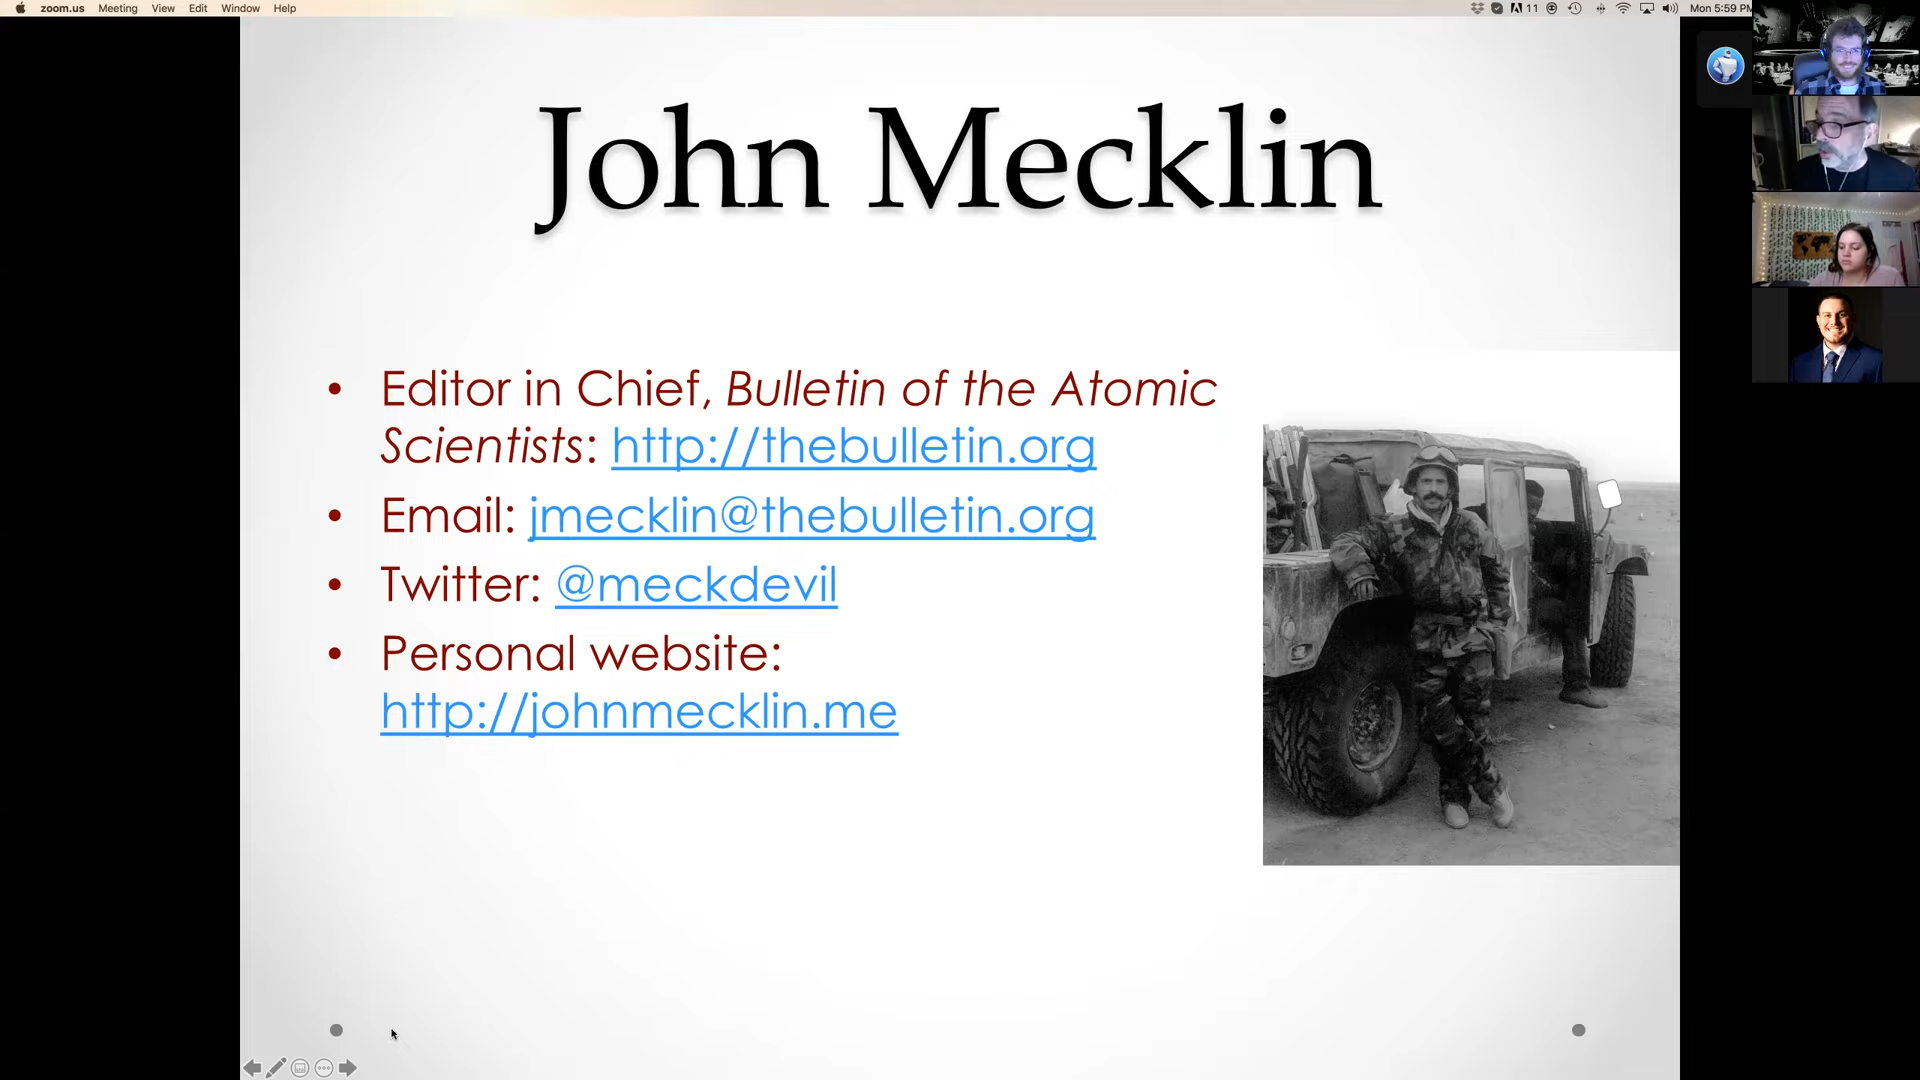 zoom.us Meeting View Edit Window Help
11 Mon 5:59 PM
John Mecklin
• Editor in Chief, Bulletin of the Atomic
Scientists: http://thebulletin.org
• Email: jmecklin@thebulletin.org
• Twitter: @meckdevil
• Personal website:
http://johnmecklin.me